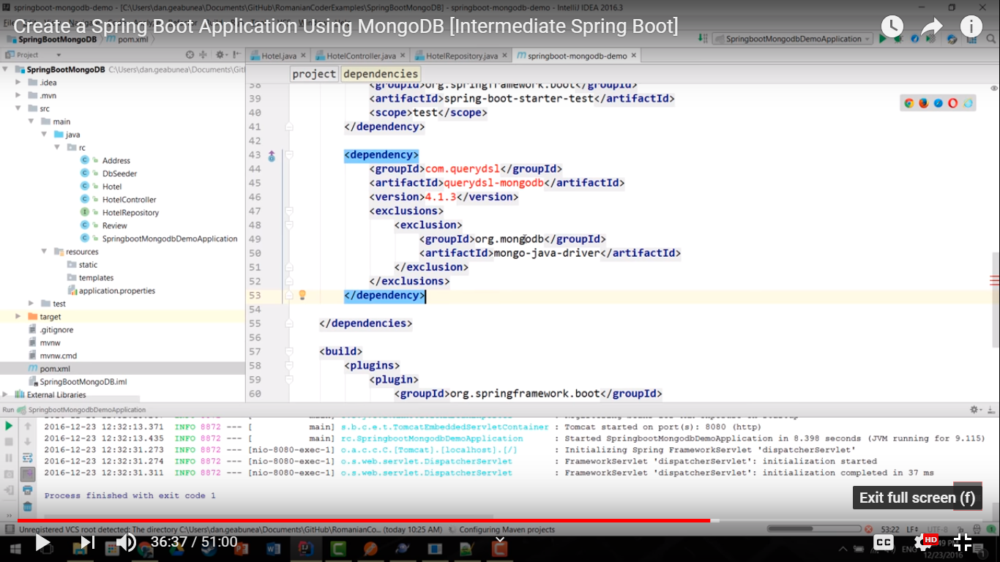 springboot-mongodb-demo - [C:\Users\dan.geabunea\Documents\GitHub\RomanianCoderExamples\SpringBootMongoDB] - [springboot-mongodb-demo] - IntelliJ IDEA 2016.3
Create a Spring Boot Application Using MongoDB [Intermediate Spring Boot]
SpringBootMongoDB pom.xml SpringbootMongodbDemoApplication
Project Hotel.java HotelController.java HotelRepository.java springboot-mongodb-demo
project dependencies
SpringBootMongoDB C:\Users\dan.geabunea\Documents\Git
.idea
.mvn
src
main
java
rc
Address
DbSeeder
Hotel
HotelController
HotelRepository
Review
SpringbootMongodbDemoApplication
resources
static
templates
application.properties
test
target
.gitignore
mvnw
mvnw.cmd
pom.xml
SpringBootMongoDB.iml
External Libraries
38 <groupId>org.springframework.boot</groupId>
39 <artifactId>spring-boot-starter-test</artifactId>
40 <scope>test</scope>
41 </dependency>
42
43 <dependency>
44 <groupId>com.querydsl</groupId>
45 <artifactId>querydsl-mongodb</artifactId>
46 <version>4.1.3</version>
47 <exclusions>
48 <exclusion>
49 <groupId>org.mongodb</groupId>
50 <artifactId>mongo-java-driver</artifactId>
51 </exclusion>
52 </exclusions>
53 </dependency>
54
55 </dependencies>
56
57 <build>
58 <plugins>
59 <plugin>
60 <groupId>org.springframework.boot</groupId>
Run SpringbootMongodbDemoApplication
2016-12-23 12:32:13.371 INFO 8872 --- [ main] s.b.c.e.t.TomcatEmbeddedServletContainer : Tomcat started on port(s): 8080 (http)
2016-12-23 12:32:13.435 INFO 8872 --- [ main] rc.SpringbootMongodbDemoApplication : Started SpringbootMongodbDemoApplication in 8.398 seconds (JVM running for 9.115)
2016-12-23 12:32:31.273 INFO 8872 --- [nio-8080-exec-1] o.a.c.c.C.[Tomcat].[localhost].[/] : Initializing Spring FrameworkServlet 'dispatcherServlet'
2016-12-23 12:32:31.274 INFO 8872 --- [nio-8080-exec-1] o.s.web.servlet.DispatcherServlet : FrameworkServlet 'dispatcherServlet': initialization started
2016-12-23 12:32:31.311 INFO 8872 --- [nio-8080-exec-1] o.s.web.servlet.DispatcherServlet : FrameworkServlet 'dispatcherServlet': initialization completed in 37 ms
Process finished with exit code 1
Exit full screen (f)
Unregistered VCS root detected: The directory C:\Users\dan.geabunea\Documents\GitHub\RomanianCo... (today 10:25 AM) Configuring Maven projects 53:22 LF÷ UTF-8
36:37 / 51:00 CC HD
ENG
12/23/2016